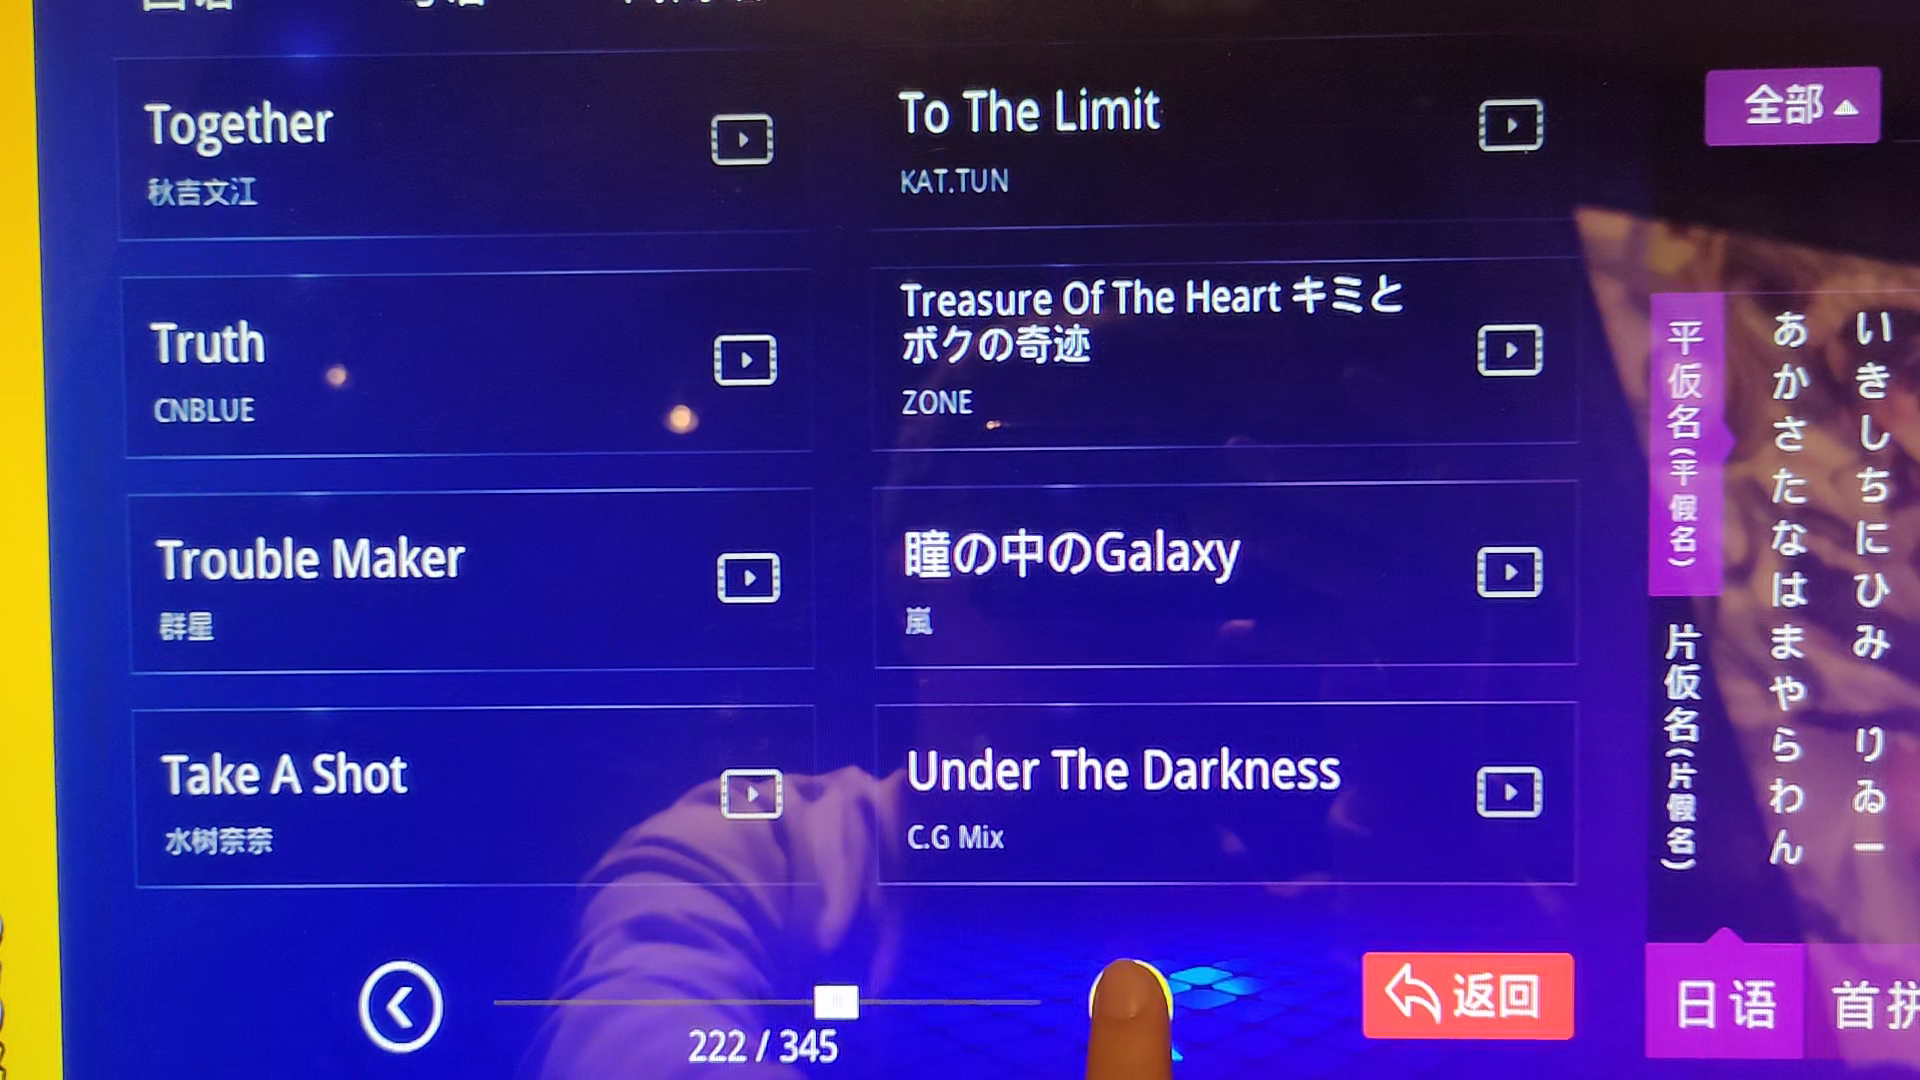 Together
秋吉文江
To The Limit
KAT.TUN
Truth
CNBLUE
Treasure Of The Heart キミと
ボクの奇迹
ZONE
Trouble Maker
群星
瞳の中のGalaxy
嵐
Take A Shot
水树奈奈
Under The Darkness
C.G Mix
222 / 345
返回
全部
平仮名(平假名)
片仮名(片假名)
あかさたなはまやらわん
いきしちにひみ りゐー
日语
首拼